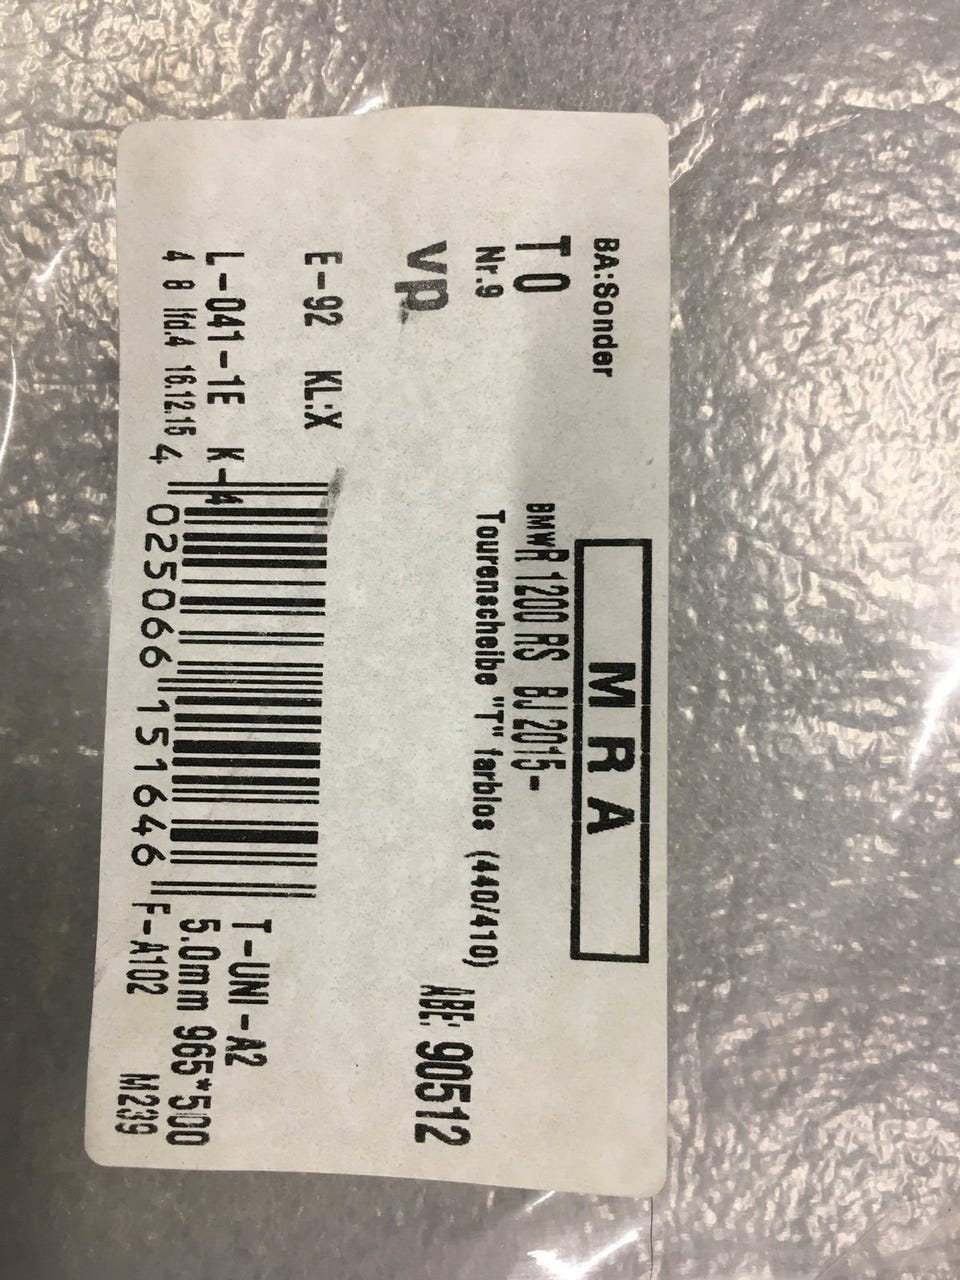 BA:Sonder
MRA
TO
BMWR 1200 RS BJ 2015-
Nr.9
Tourenscheibe "T" farblos (440/410)
vp
ABE: 90512
E-92 KL:X
L-041-1E K-4
T-UNI-A2
4 8 lfd.4 16.12.15
5.0mm 965*500
4 025066 151646
F-A102
M239